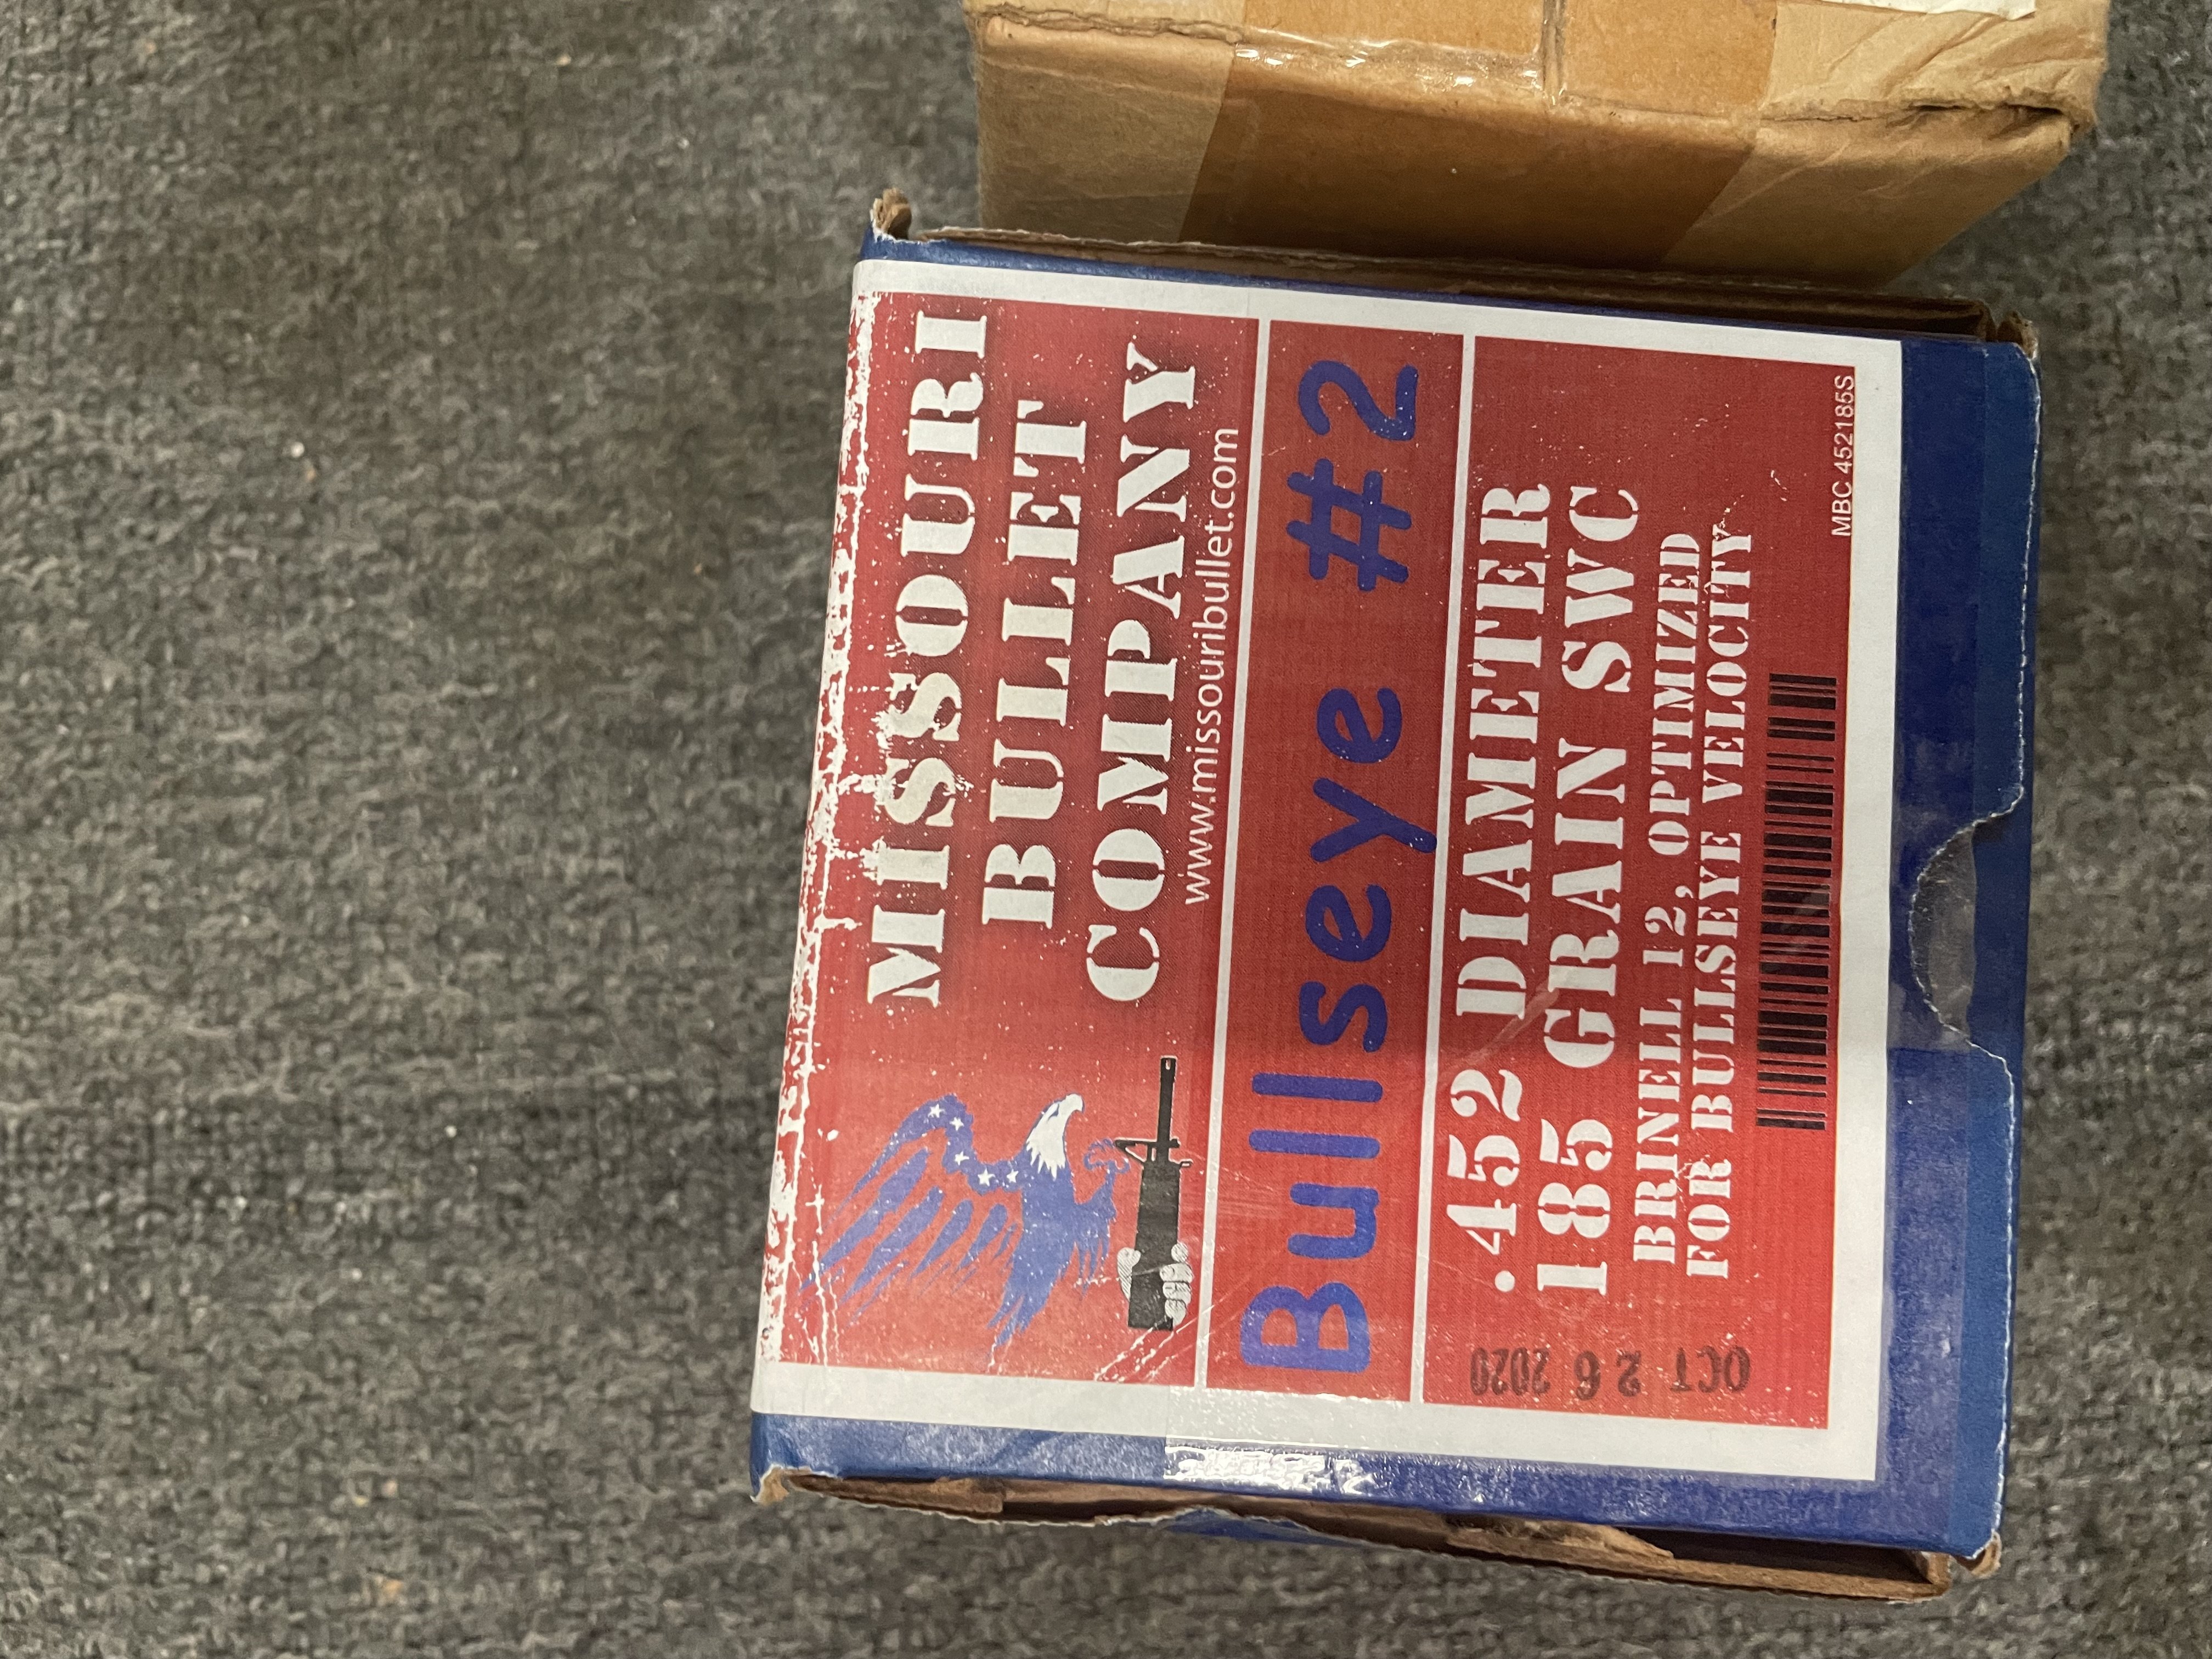 MISSOURI
BULLET
COMPANY
www.missouribullet.com
Bullseye #2
.452 DIAMETER
185 GRAIN SWC
BRINELL 12, OPTIMIZED
FOR BULLSEYE VELOCITY
MBC 452185S
OCT 26 2020